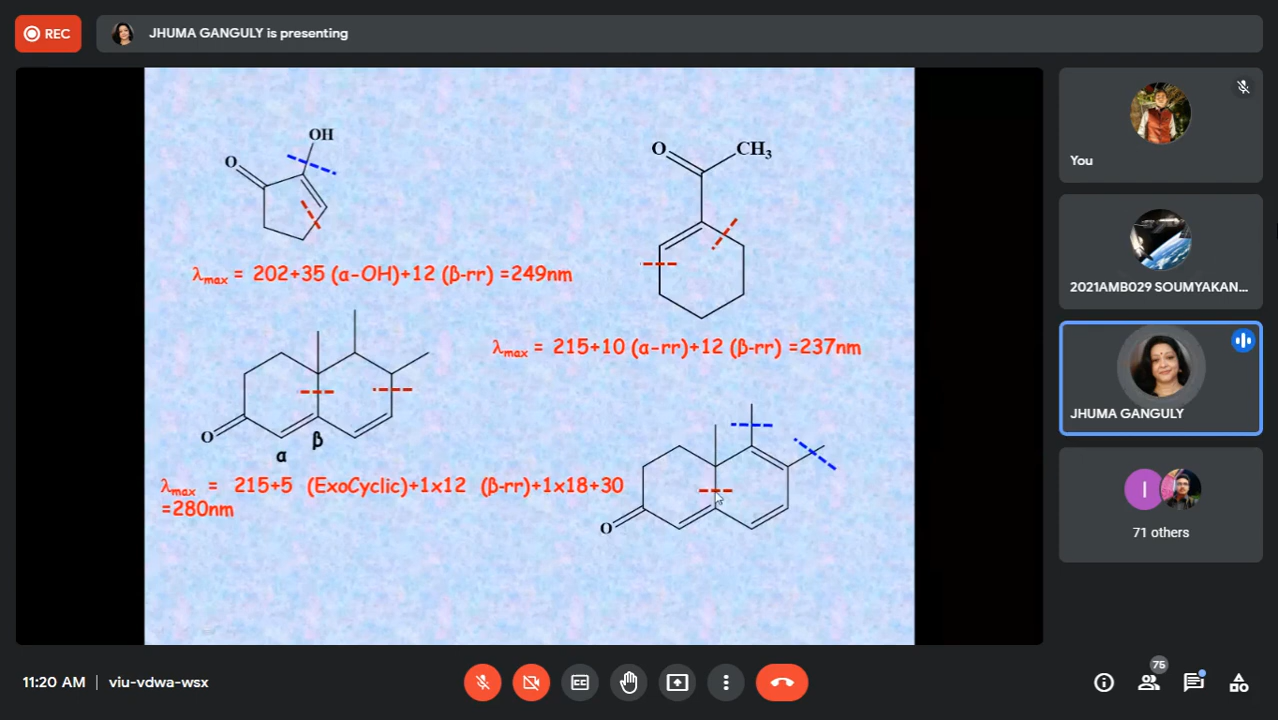 REC
JHUMA GANGULY is presenting
OH
O
λmax = 202+35 (α-OH)+12 (β-rr) =249nm
O
CH3
λmax = 215+10 (α-rr)+12 (β-rr) =237nm
O
α
β
λmax = 215+5 (ExoCyclic)+1x12 (β-rr)+1x18+30
=280nm
O
You
2021AMB029 SOUMYAKAN...
JHUMA GANGULY
I
71 others
11:20 AM | viu-vdwa-wsx
CC
75